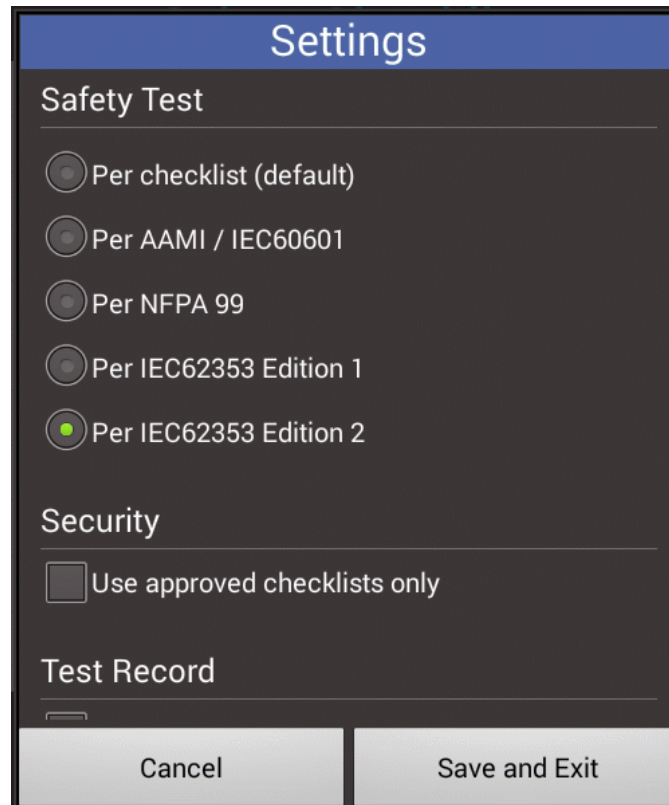 Settings
Safety Test
Per checklist (default)
Per AAMI / IEC60601
Per NFPA 99
Per IEC62353 Edition 1
Per IEC62353 Edition 2
Security
Use approved checklists only
Test Record
Cancel
Save and Exit